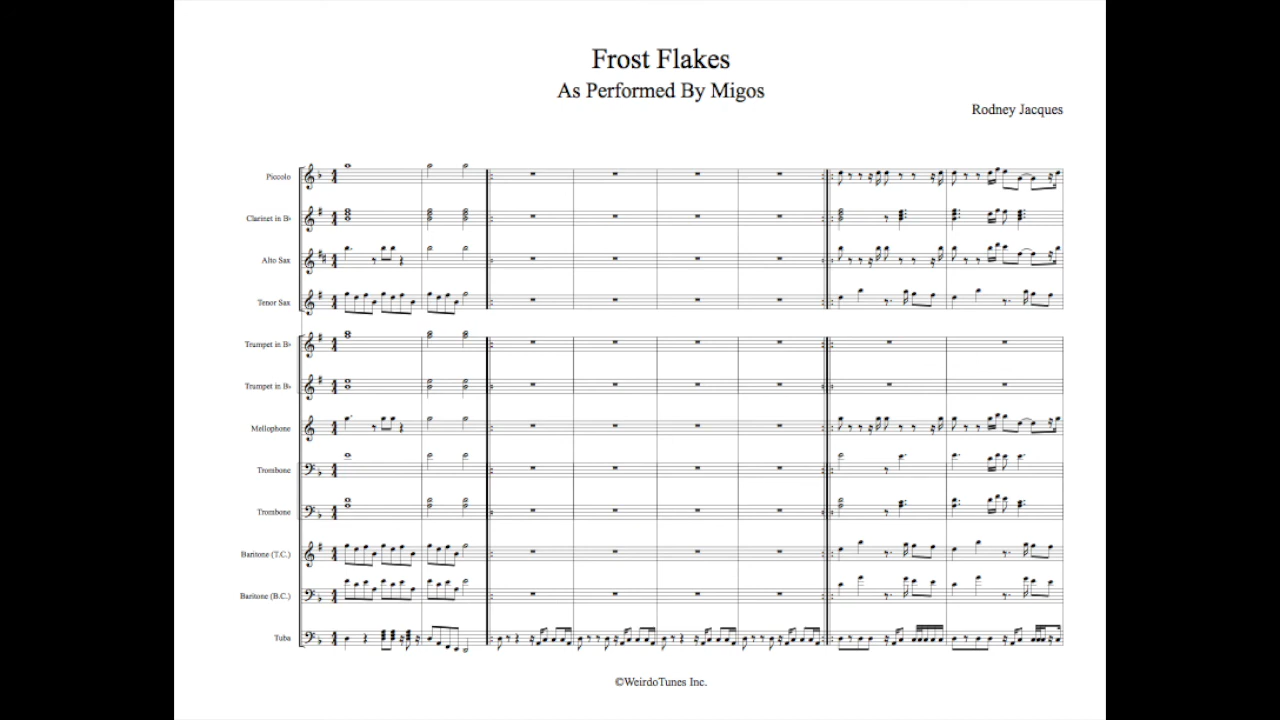 Frost Flakes
As Performed By Migos
Rodney Jacques
Piccolo
Clarinet in B♭
Alto Sax
Tenor Sax
Trumpet in B♭
Trumpet in B♭
Mellophone
Trombone
Trombone
Baritone (T.C.)
Baritone (B.C.)
Tuba
©WeirdoTunes Inc.